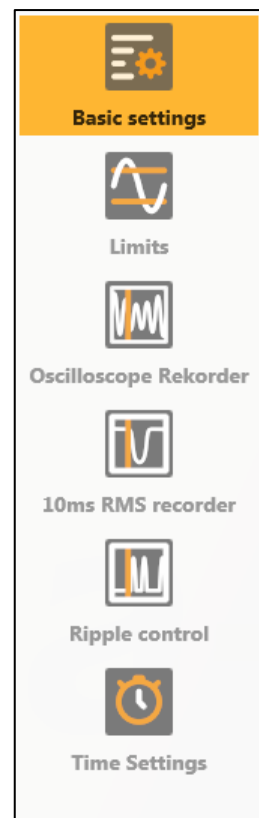 Basic settings
Limits
Oscilloscope Rekorder
10ms RMS recorder
Ripple control
Time Settings